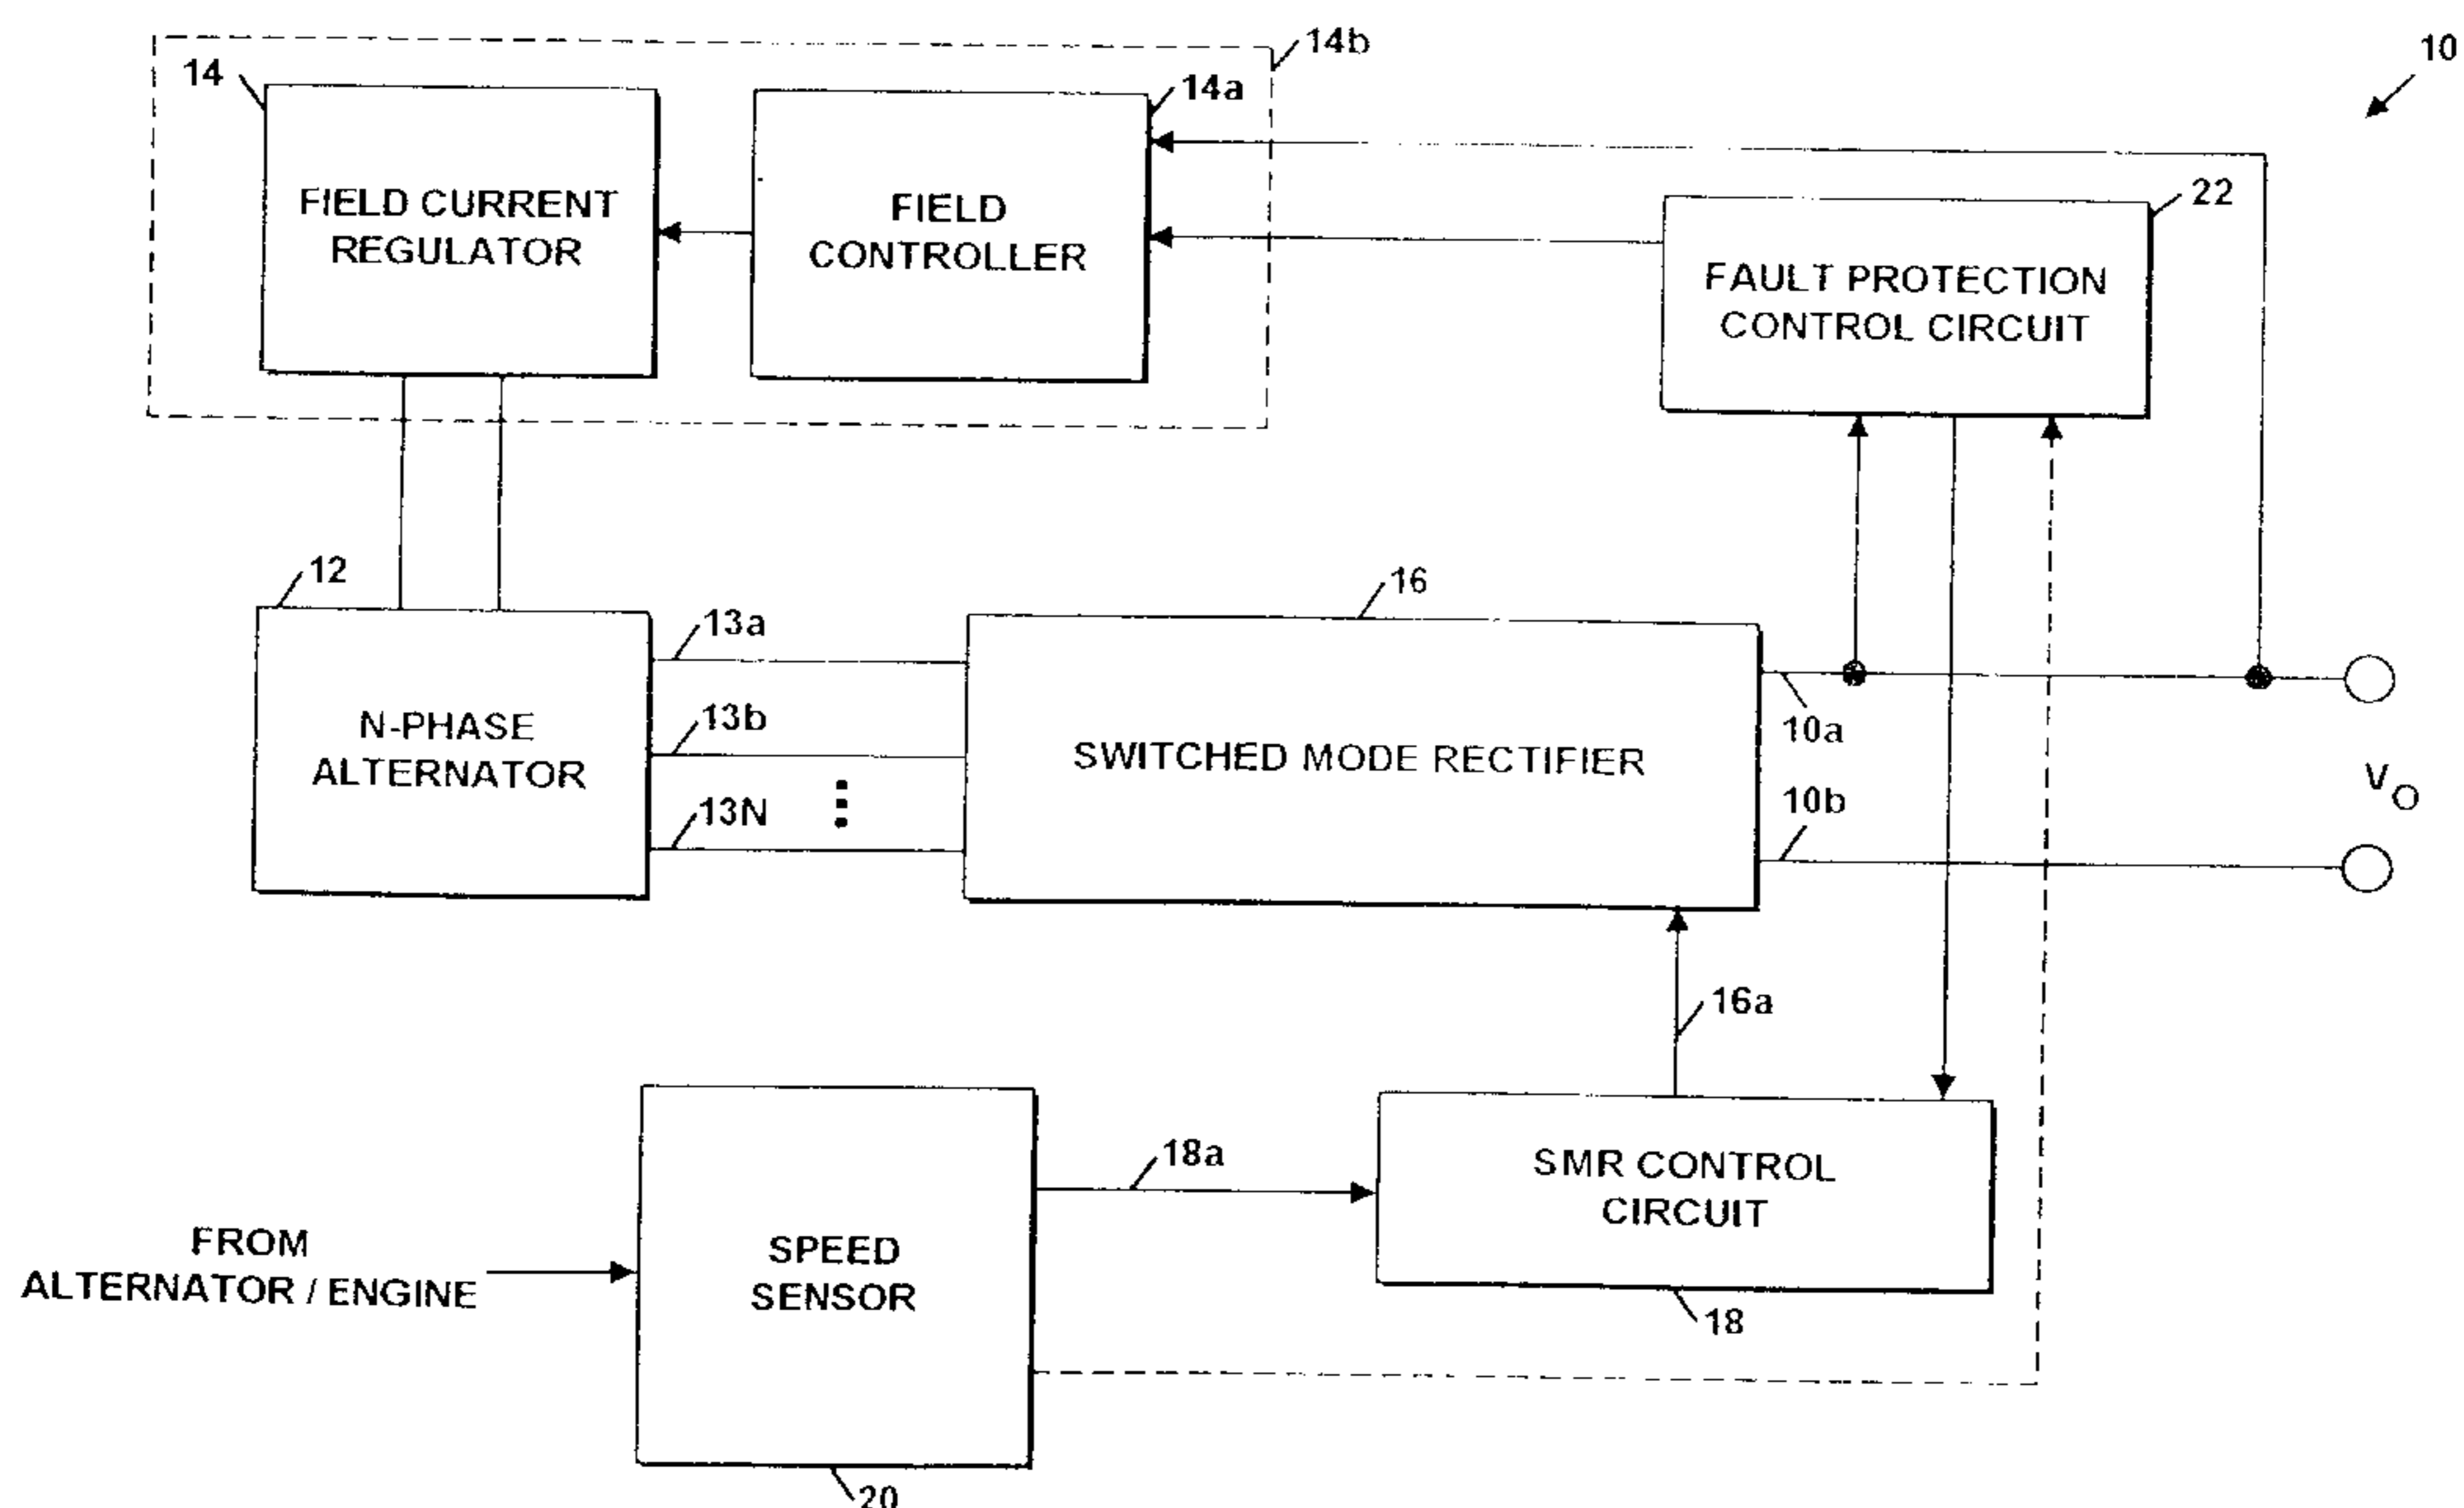 14b
10
14
14a
FIELD CURRENT
REGULATOR
FIELD
CONTROLLER
22
FAULT PROTECTION
CONTROL CIRCUIT
12
16
13a
13b
13N
N-PHASE
ALTERNATOR
SWITCHED MODE RECTIFIER
10a
10b
VO
16a
18a
SMR CONTROL
CIRCUIT
18
FROM
ALTERNATOR / ENGINE
SPEED
SENSOR
20